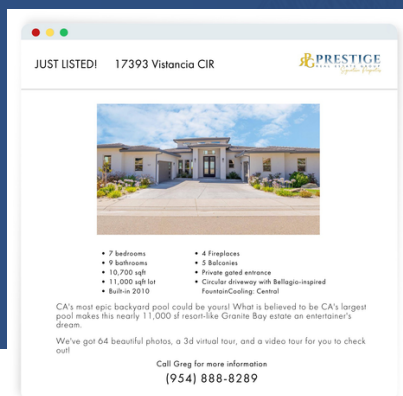 JUST LISTED! 17393 Vistancia CIR
PRESTIGE
REAL ESTATE GROUP
Signature Properties
• 7 bedrooms
• 9 bathrooms
• 10,700 sqft
• 11,000 sqft lot
• Built-in 2010
• 4 Fireplaces
• 5 Balconies
• Private gated entrance
• Circular driveway with Bellagio-inspired
FountainCooling: Central
CA's most epic backyard pool could be yours! What is believed to be CA's largest
pool makes this nearly 11,000 sf resort-like Granite Bay estate an entertainer's
dream.
We've got 64 beautiful photos, a 3d virtual tour, and a video tour for you to check
out!
Call Greg for more information
(954) 888-8289